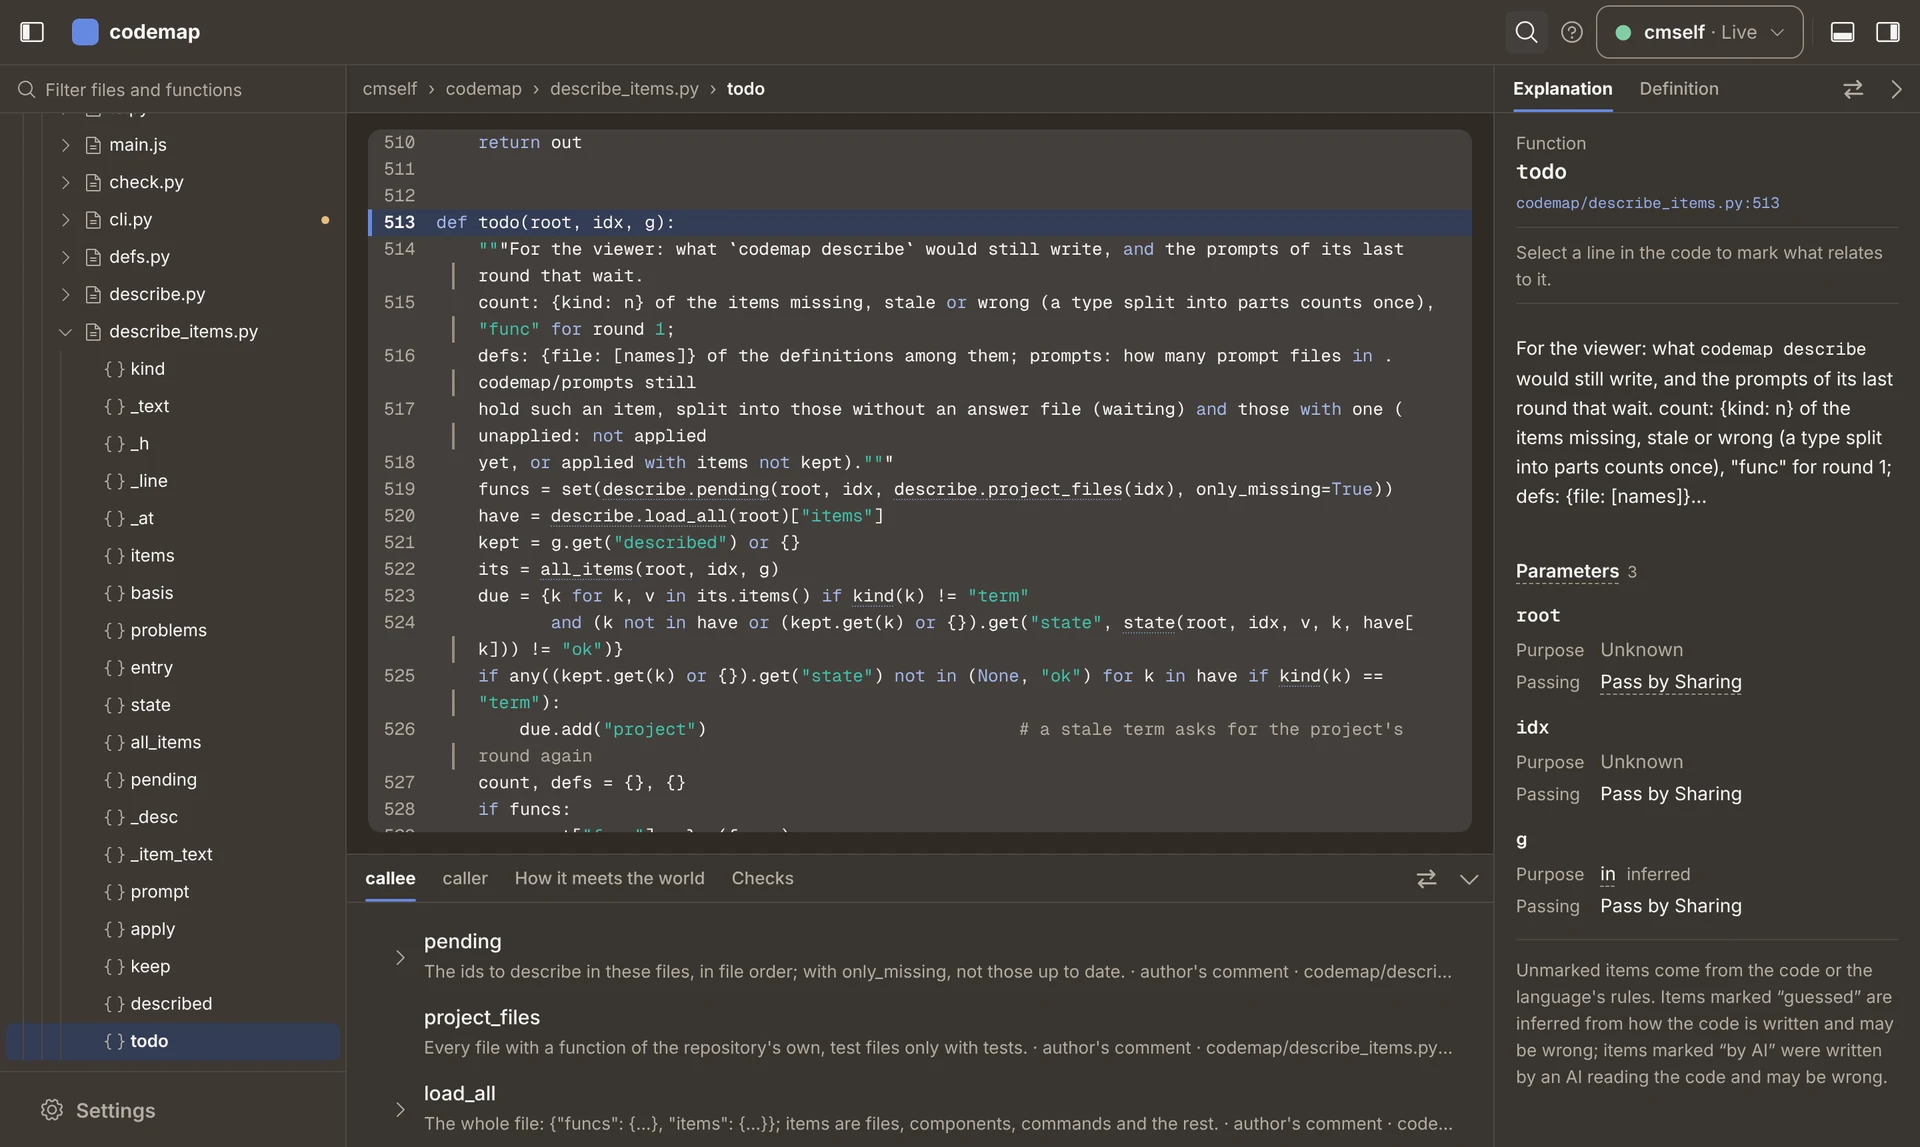 codemap
cmself · Live
Filter files and functions
main.js
check.py
cli.py
defs.py
describe.py
describe_items.py
{ } kind
{ } _text
{ } _h
{ } _line
{ } _at
{ } items
{ } basis
{ } problems
{ } entry
{ } state
{ } all_items
{ } pending
{ } _desc
{ } _item_text
{ } prompt
{ } apply
{ } keep
{ } described
{ } todo
Settings
cmself › codemap › describe_items.py › todo
510 return out
511
512
513 def todo(root, idx, g):
514 """For the viewer: what `codemap describe` would still write, and the prompts of its last
round that wait.
515 count: {kind: n} of the items missing, stale or wrong (a type split into parts counts once),
"func" for round 1;
516 defs: {file: [names]} of the definitions among them; prompts: how many prompt files in .
codemap/prompts still
517 hold such an item, split into those without an answer file (waiting) and those with one (
unapplied: not applied
518 yet, or applied with items not kept)."""
519 funcs = set(describe.pending(root, idx, describe.project_files(idx), only_missing=True))
520 have = describe.load_all(root)["items"]
521 kept = g.get("described") or {}
522 its = all_items(root, idx, g)
523 due = {k for k, v in its.items() if kind(k) != "term"
524 and (k not in have or (kept.get(k) or {}).get("state", state(root, idx, v, k, have[
k])) != "ok")}
525 if any((kept.get(k) or {}).get("state") not in (None, "ok") for k in have if kind(k) ==
"term"):
526 due.add("project") # a stale term asks for the project's
round again
527 count, defs = {}, {}
528 if funcs:
callee
caller
How it meets the world
Checks
pending
The ids to describe in these files, in file order; with only_missing, not those up to date. · author's comment · codemap/descri...
project_files
Every file with a function of the repository's own, test files only with tests. · author's comment · codemap/describe_items.py...
load_all
The whole file: {"funcs": {...}, "items": {...}}; items are files, components, commands and the rest. · author's comment · code...
Explanation
Definition
Function
todo
codemap/describe_items.py:513
Select a line in the code to mark what relates
to it.
For the viewer: what codemap describe
would still write, and the prompts of its last
round that wait. count: {kind: n} of the
items missing, stale or wrong (a type split
into parts counts once), "func" for round 1;
defs: {file: [names]}...
Parameters 3
root
Purpose Unknown
Passing Pass by Sharing
idx
Purpose Unknown
Passing Pass by Sharing
g
Purpose in inferred
Passing Pass by Sharing
Unmarked items come from the code or the
language's rules. Items marked “guessed” are
inferred from how the code is written and may
be wrong; items marked “by AI” were written
by an AI reading the code and may be wrong.